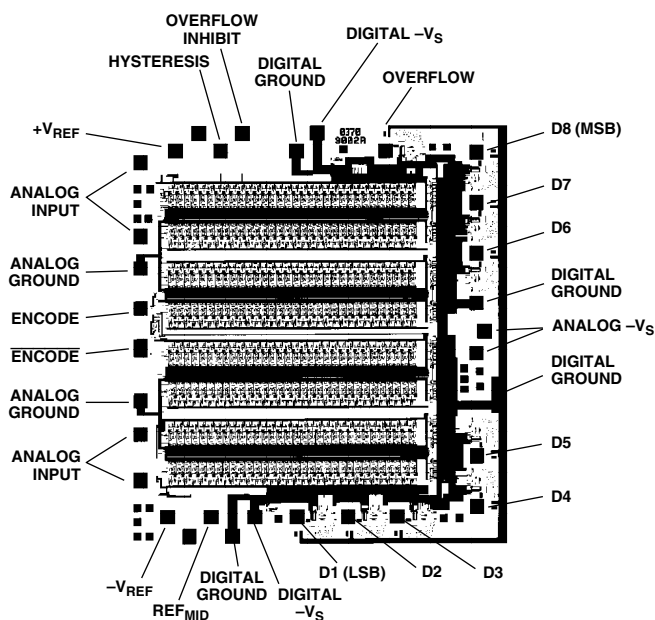 OVERFLOW
INHIBIT
DIGITAL –VS
HYSTERESIS
DIGITAL
GROUND
OVERFLOW
+VREF
0370
9002A
D8 (MSB)
ANALOG
INPUT
D7
D6
ANALOG
GROUND
DIGITAL
GROUND
ENCODE
ANALOG –VS
ENCODE
DIGITAL
GROUND
ANALOG
GROUND
ANALOG
INPUT
D5
D4
–VREF
REFMID
DIGITAL
GROUND
DIGITAL
–VS
D1 (LSB)
D2
D3